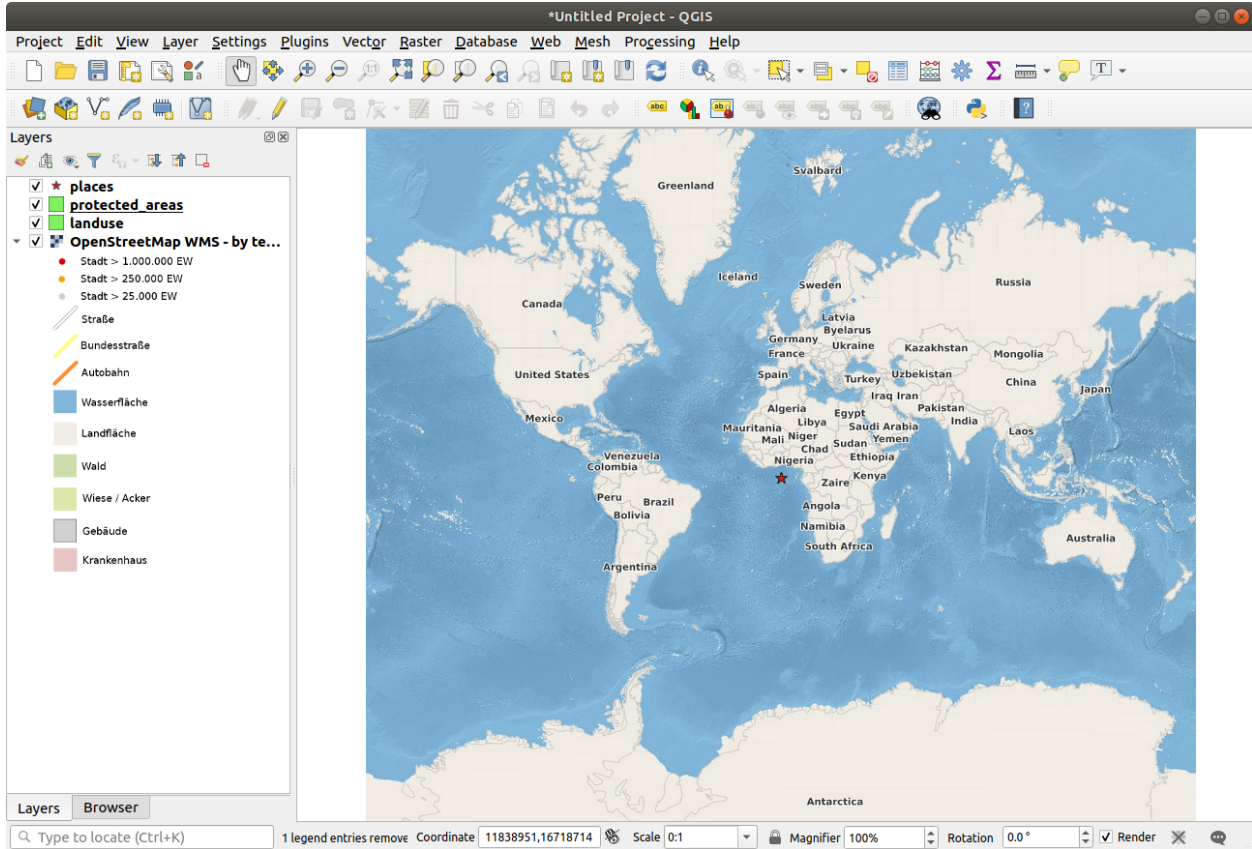 *Untitled Project - QGIS
Project Edit View Layer Settings Plugins Vector Raster Database Web Mesh Processing Help
1:1
Σ
T
abc
abc
?
Layers
places
protected_areas
landuse
OpenStreetMap WMS - by te...
Stadt > 1.000.000 EW
Stadt > 250.000 EW
Stadt > 25.000 EW
Straße
Bundesstraße
Autobahn
Wasserfläche
Landfläche
Wald
Wiese / Acker
Gebäude
Krankenhaus
Greenland
Svalbard
Iceland
Sweden
Russia
Canada
Latvia
Byelarus
Germany
Ukraine
France
Kazakhstan
Mongolia
United States
Spain
Turkey
Uzbekistan
China
Japan
Iraq Iran
Mexico
Algeria
Egypt
Pakistan
Mauritania
Libya
Saudi Arabia
India
Mali
Niger
Sudan
Yemen
Laos
Chad
Venezuela
Colombia
Nigeria
Ethiopia
Kenya
Zaire
Peru
Brazil
Bolivia
Angola
Namibia
South Africa
Australia
Argentina
Antarctica
Layers Browser
Type to locate (Ctrl+K) 1 legend entries remove Coordinate 11838951,16718714 Scale 0:1 Magnifier 100% Rotation 0.0 ° Render